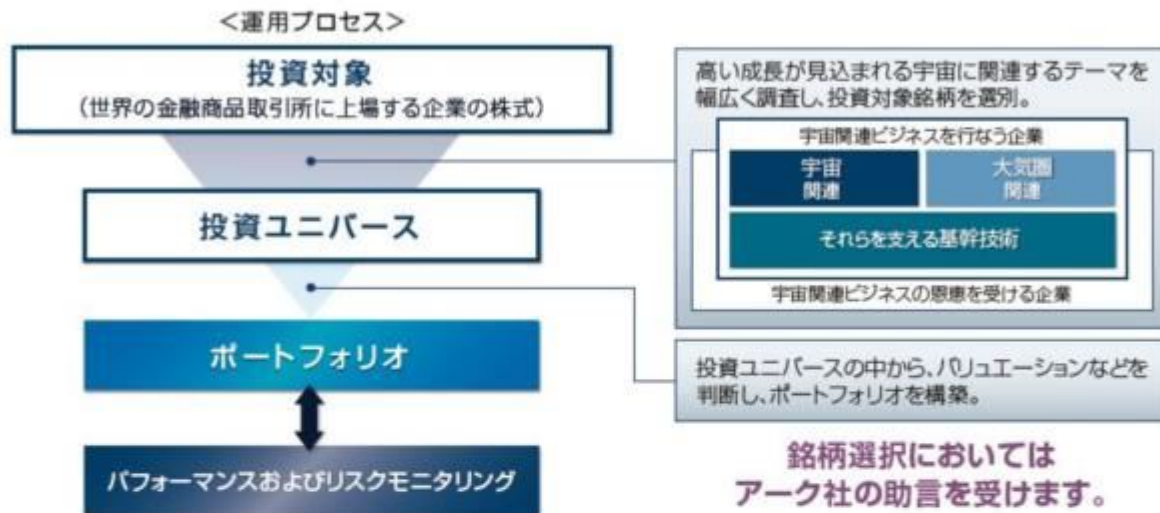 ＜運用プロセス＞
投資対象
（世界の金融商品取引所に上場する企業の株式）
投資ユニバース
ポートフォリオ
パフォーマンスおよびリスクモニタリング
高い成長が見込まれる宇宙に関連するテーマを
幅広く調査し、投資対象銘柄を選別。
宇宙関連ビジネスを行なう企業
宇宙
関連
大気圏
関連
それらを支える基幹技術
宇宙関連ビジネスの恩恵を受ける企業
投資ユニバースの中から、バリュエーションなどを
判断し、ポートフォリオを構築。
銘柄選択においては
アーク社の助言を受けます。